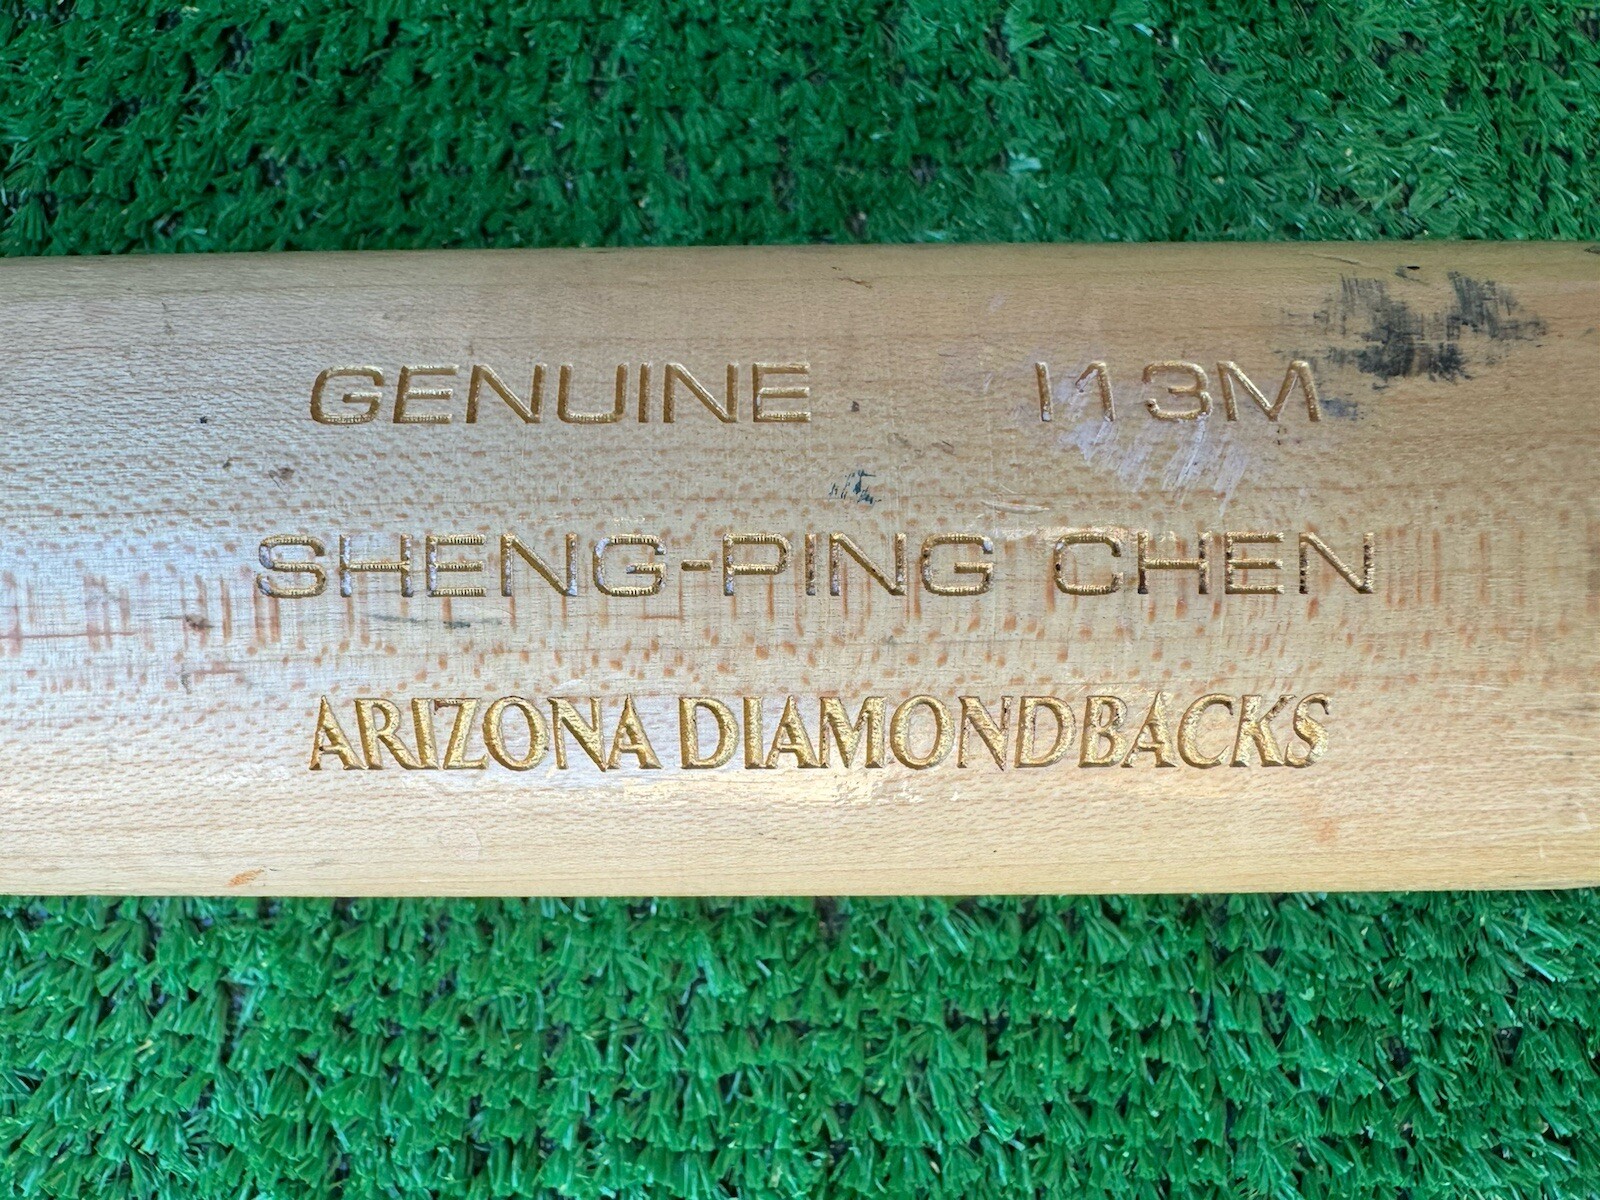 GENUINE I13M
SHENG-PING CHEN
ARIZONA DIAMONDBACKS